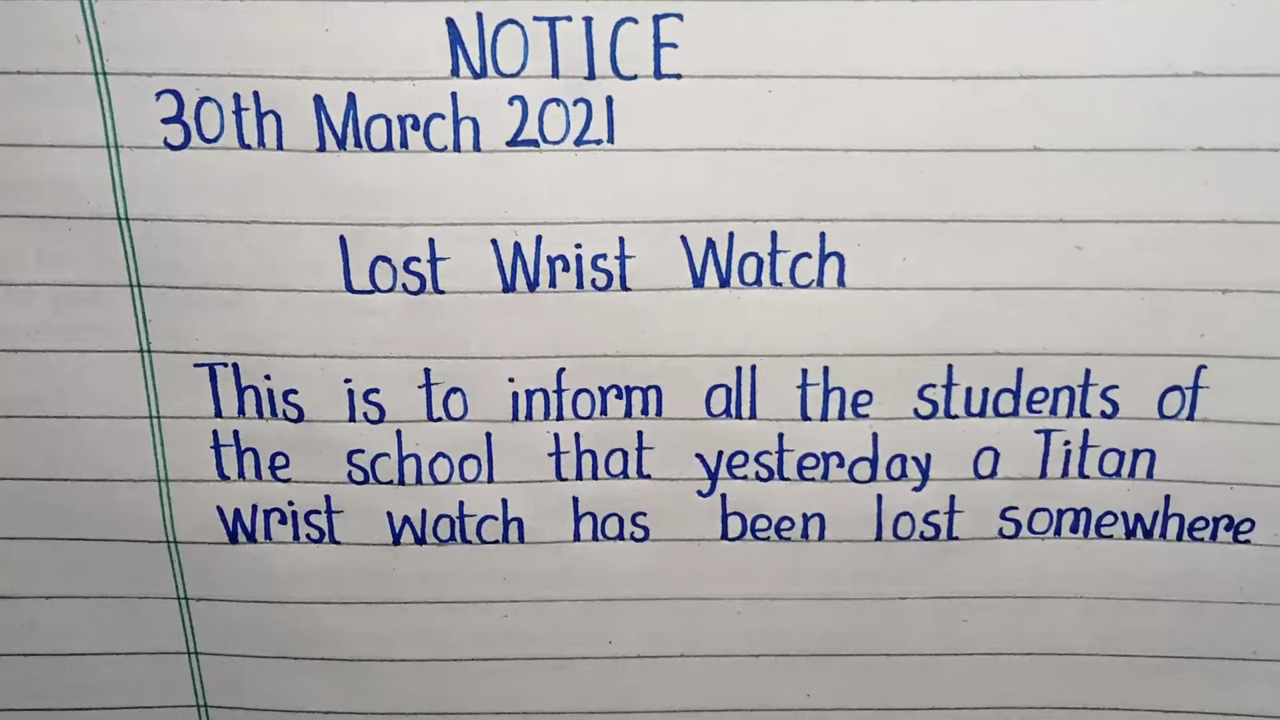 NOTICE
30th March 2021
Lost Wrist Watch
This is to inform all the students of
the school that yesterday a Titan
wrist watch has been lost somewhere